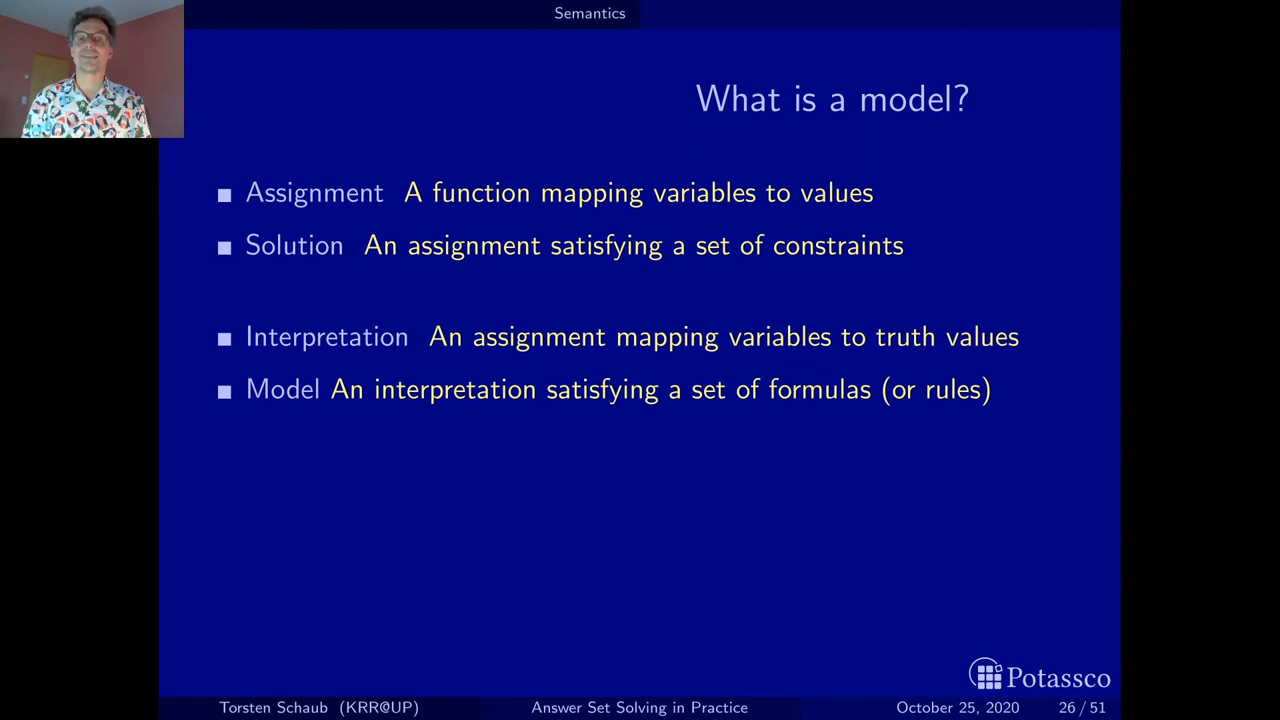 Semantics
What is a model?
Assignment A function mapping variables to values
Solution An assignment satisfying a set of constraints
Interpretation An assignment mapping variables to truth values
Model An interpretation satisfying a set of formulas (or rules)
Potassco
Torsten Schaub (KRR@UP) Answer Set Solving in Practice October 25, 2020 26 / 51